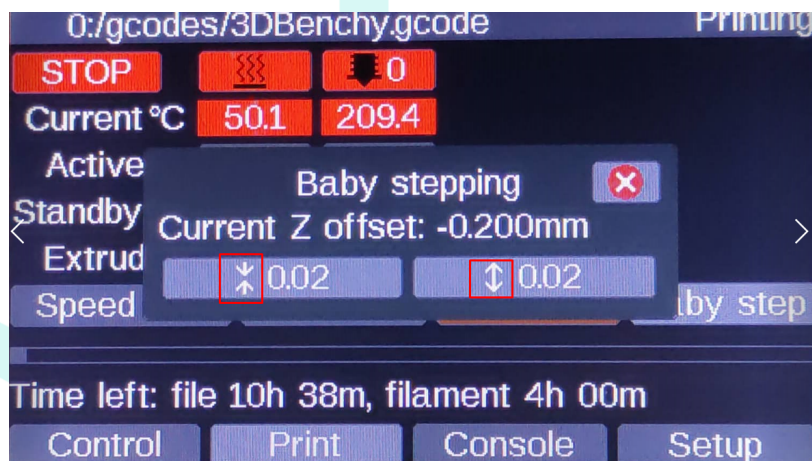 0:/gcodes/3DBenchy.gcode Printing
STOP 0
Current °C 50.1 209.4
Active
Baby stepping
Standby
Current Z offset: -0.200mm
Extrud
0.02 0.02
Speed by step
Time left: file 10h 38m, filament 4h 00m
Control Print Console Setup